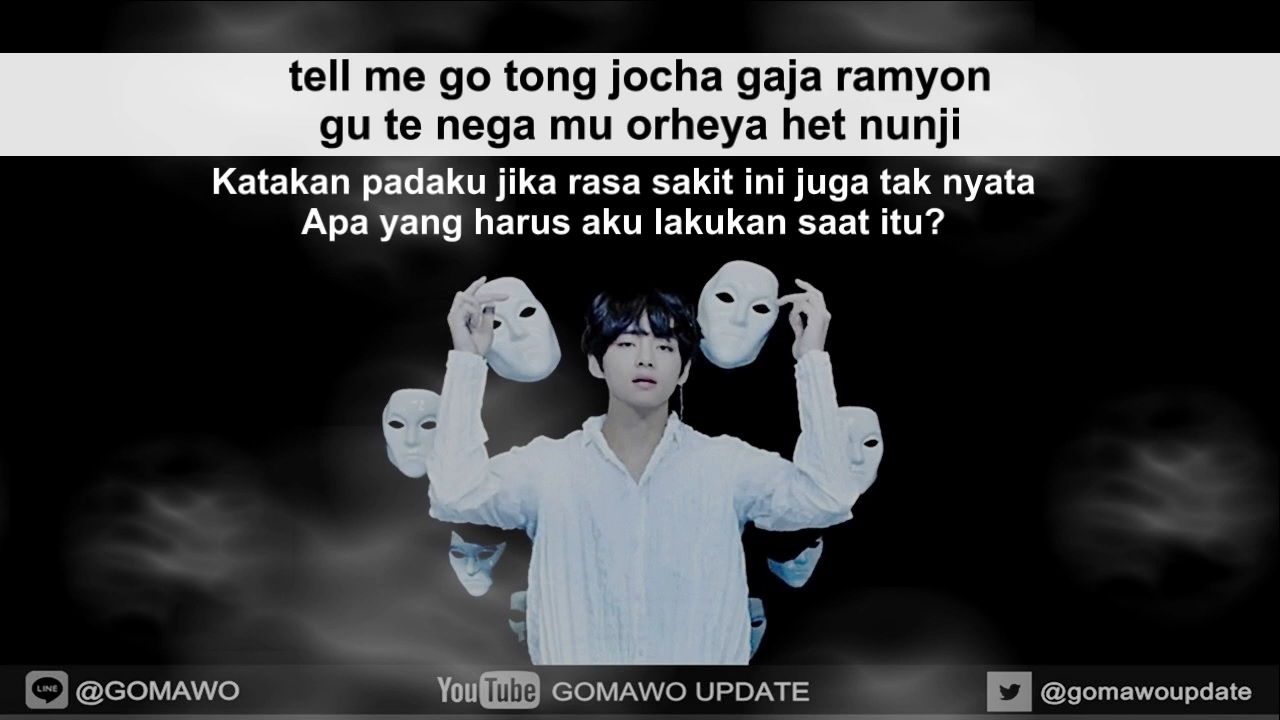 tell me go tong jocha gaja ramyon
gu te nega mu orheya het nunji
Katakan padaku jika rasa sakit ini juga tak nyata
Apa yang harus aku lakukan saat itu?
LINE @GOMAWO
YouTube GOMAWO UPDATE
@gomawoupdate